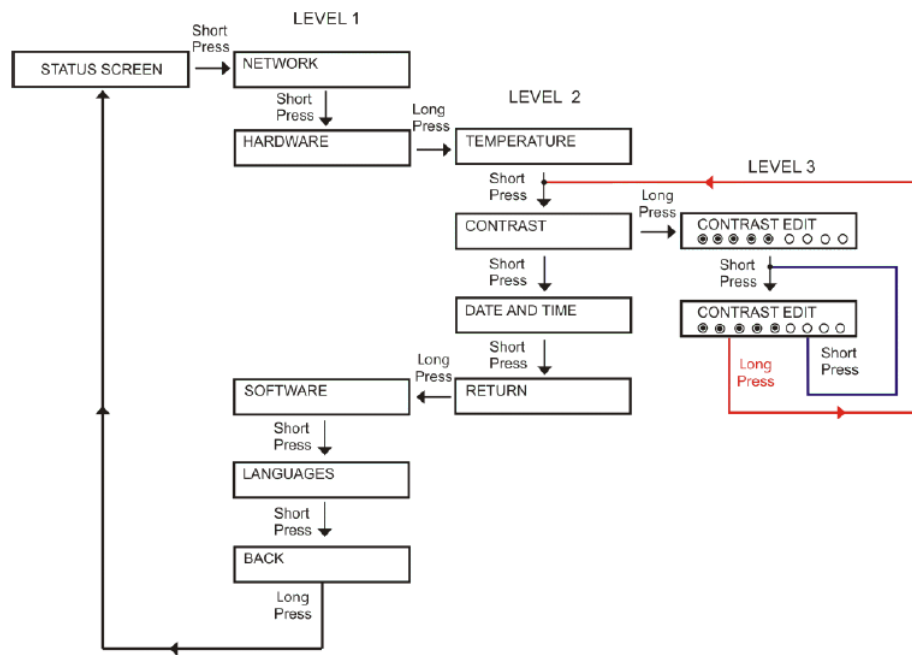 LEVEL 1
Short
Press
STATUS SCREEN
NETWORK
Short
Press
LEVEL 2
Long
Press
HARDWARE
TEMPERATURE
LEVEL 3
Short
Press
Long
Press
CONTRAST
CONTRAST EDIT
Short
Press
Short
Press
DATE AND TIME
CONTRAST EDIT
Short
Press
Long
Press
Long
Press
Short
Press
SOFTWARE
RETURN
Short
Press
LANGUAGES
Short
Press
BACK
Long
Press